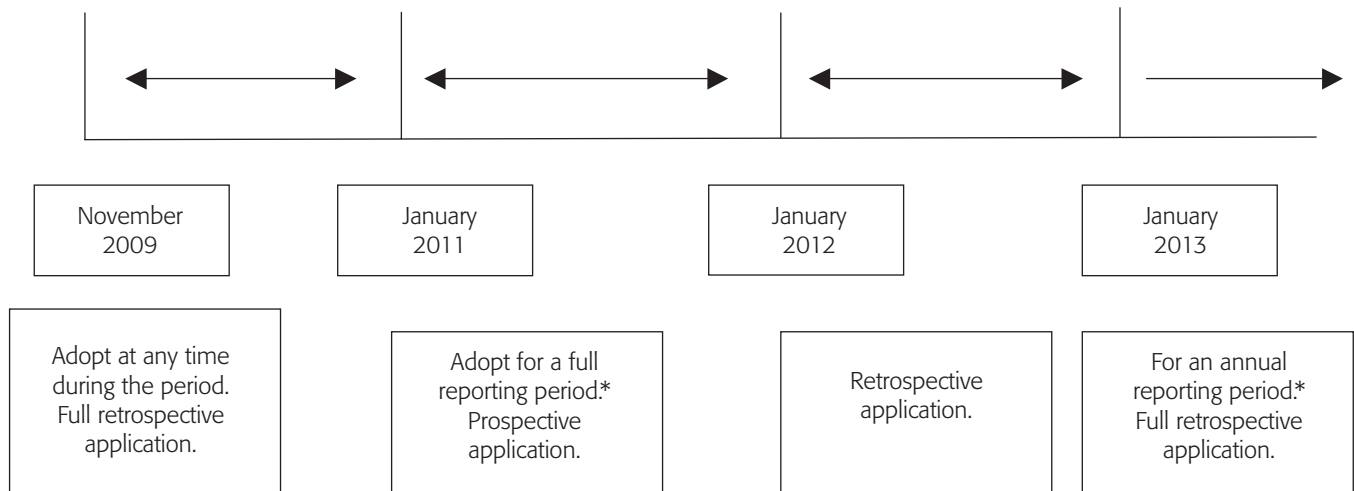 November
2009
January
2011
January
2012
January
2013
Adopt at any time
during the period.
Full retrospective
application.
Adopt for a full
reporting period.*
Prospective
application.
Retrospective
application.
For an annual
reporting period.*
Full retrospective
application.